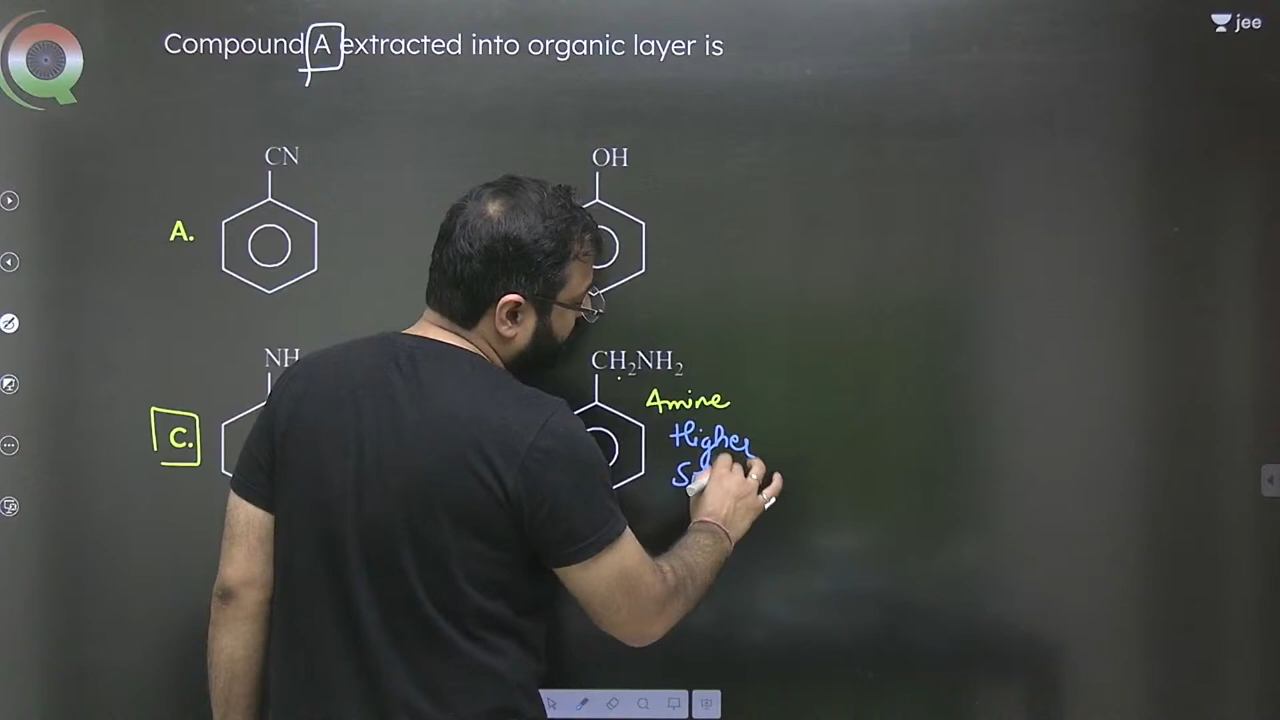 Compound A extracted into organic layer is
jee
CN
OH
A.
NH
CH₂NH₂
Amine
C.
Higher